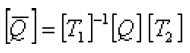 [Q̅] = [T₁]⁻¹ [Q] [T₂]